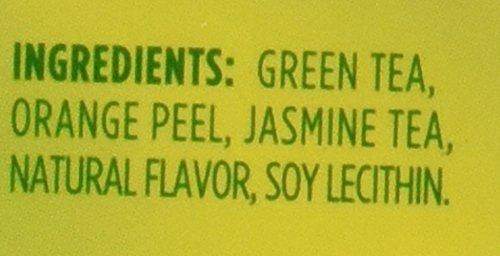 INGREDIENTS: GREEN TEA,
ORANGE PEEL, JASMINE TEA,
NATURAL FLAVOR, SOY LECITHIN.